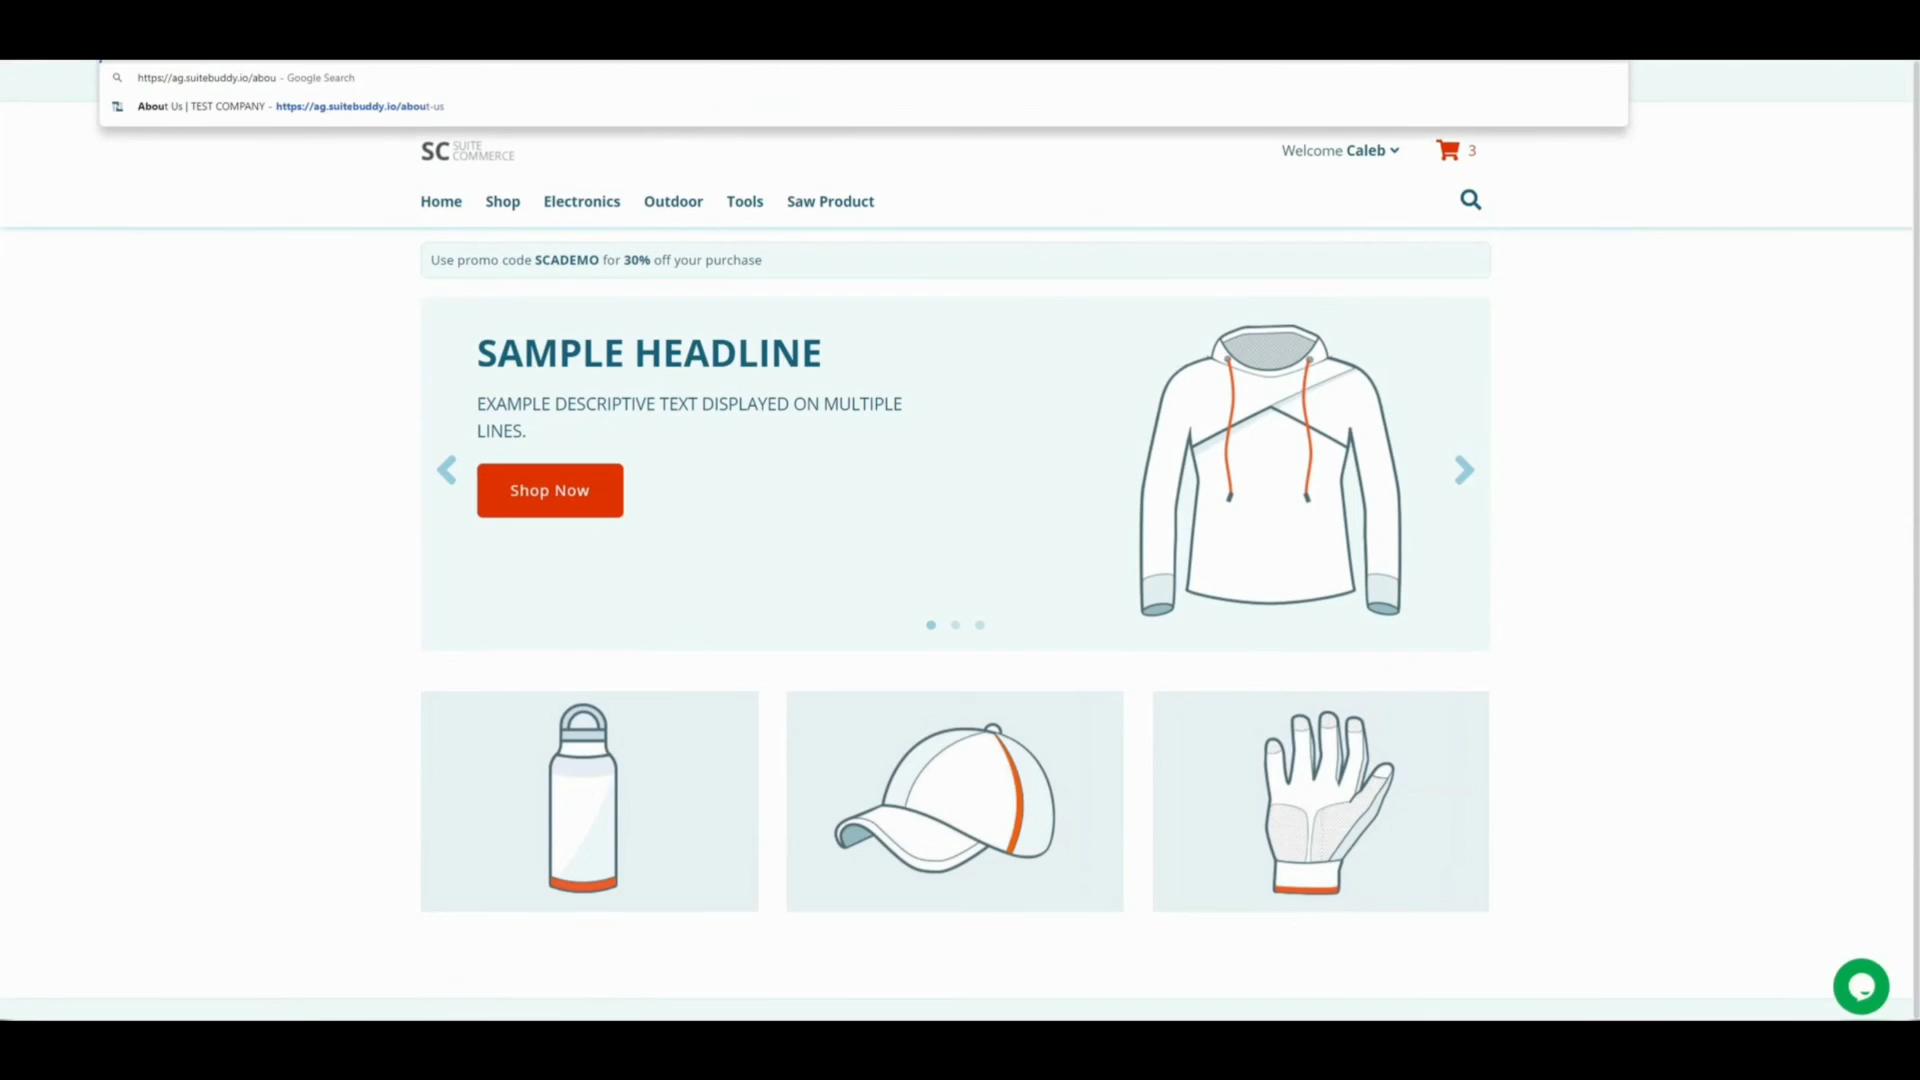 https://ag.suitebuddy.io/abou - Google Search
About Us | TEST COMPANY - https://ag.suitebuddy.io/about-us
SC SUITE COMMERCE
Welcome Caleb
3
Home Shop Electronics Outdoor Tools Saw Product
Use promo code SCADEMO for 30% off your purchase
SAMPLE HEADLINE
EXAMPLE DESCRIPTIVE TEXT DISPLAYED ON MULTIPLE
LINES.
Shop Now